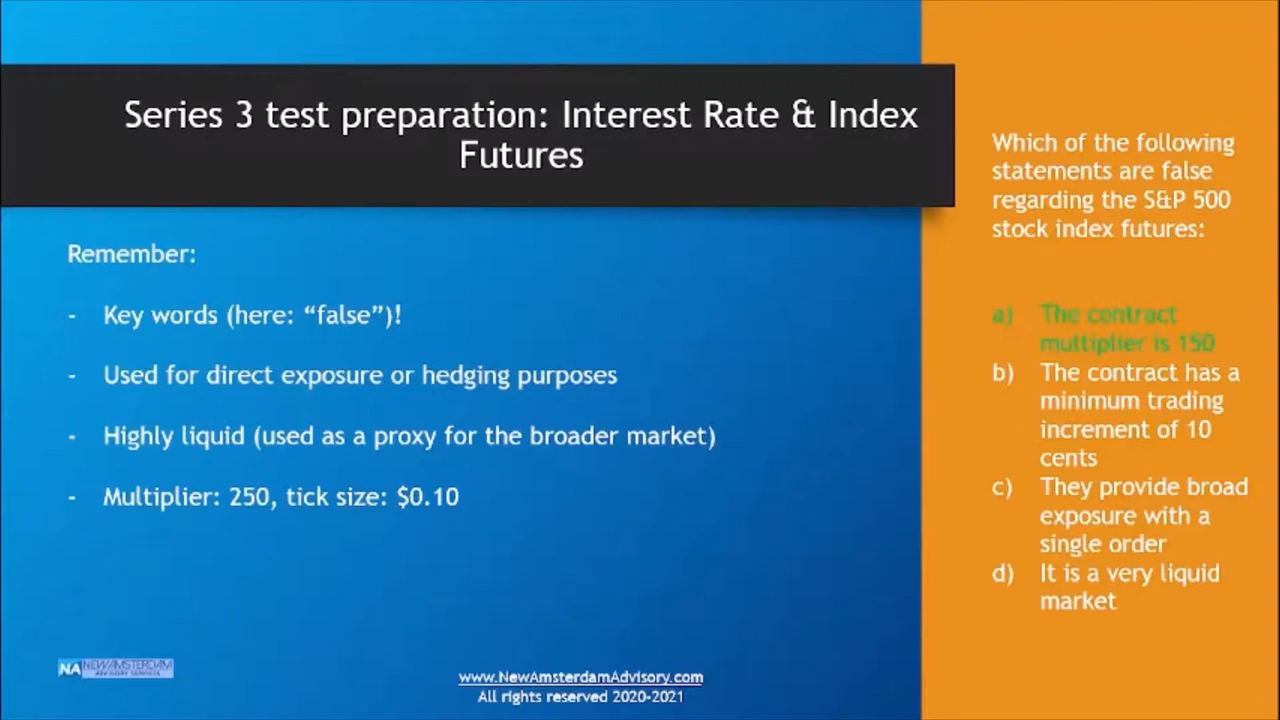 Series 3 test preparation: Interest Rate & Index
Futures
Remember:
- Key words (here: “false”)!
- Used for direct exposure or hedging purposes
- Highly liquid (used as a proxy for the broader market)
- Multiplier: 250, tick size: $0.10
Which of the following
statements are false
regarding the S&P 500
stock index futures:
a) The contract
multiplier is 150
b) The contract has a
minimum trading
increment of 10
cents
c) They provide broad
exposure with a
single order
d) It is a very liquid
market
NA NEWAMSTERDAM
ADVISORY SERVICES
www.NewAmsterdamAdvisory.com
All rights reserved 2020-2021